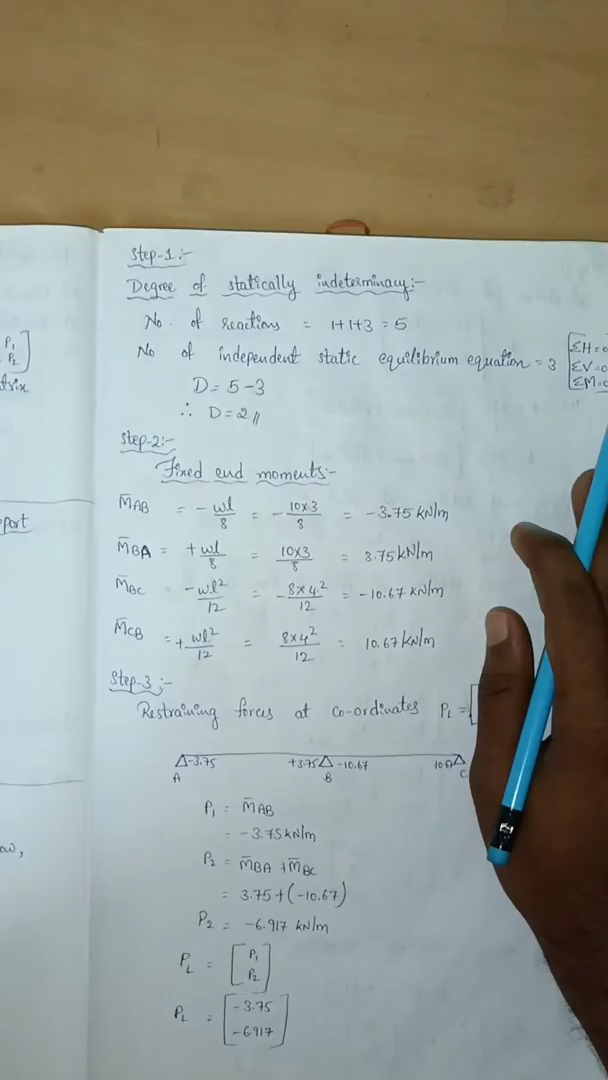 P₁
P₂
trix
port
ow,
Step-1:-
Degree of statically indeterminacy:-
No. of reactions = 1+1+3 = 5
No of independent static equilibrium equation = 3 [ΣH=0
ΣV=0
ΣM=0
D = 5-3
∴ D = 2//
Step-2:-
Fixed end moments:-
M̅AB = - wl/8 = - 10×3/8 = -3.75 kN/m
M̅BA = + wl/8 = 10×3/8 = 3.75 kN/m
M̅BC = -wl²/12 = -8×4²/12 = -10.67 kN/m
M̅CB = + wl²/12 = 8×4²/12 = 10.67 kN/m
Step-3:-
Restraining forces at co-ordinates PL = [
-3.75 +3.75 -10.67 10.67
A B C
P₁ = M̅AB
= -3.75 kN/m
P₂ = M̅BA + M̅BC
= 3.75+(-10.67)
P₂ = -6.917 kN/m
PL = [P₁
P₂]
PL = [-3.75
-6.917]